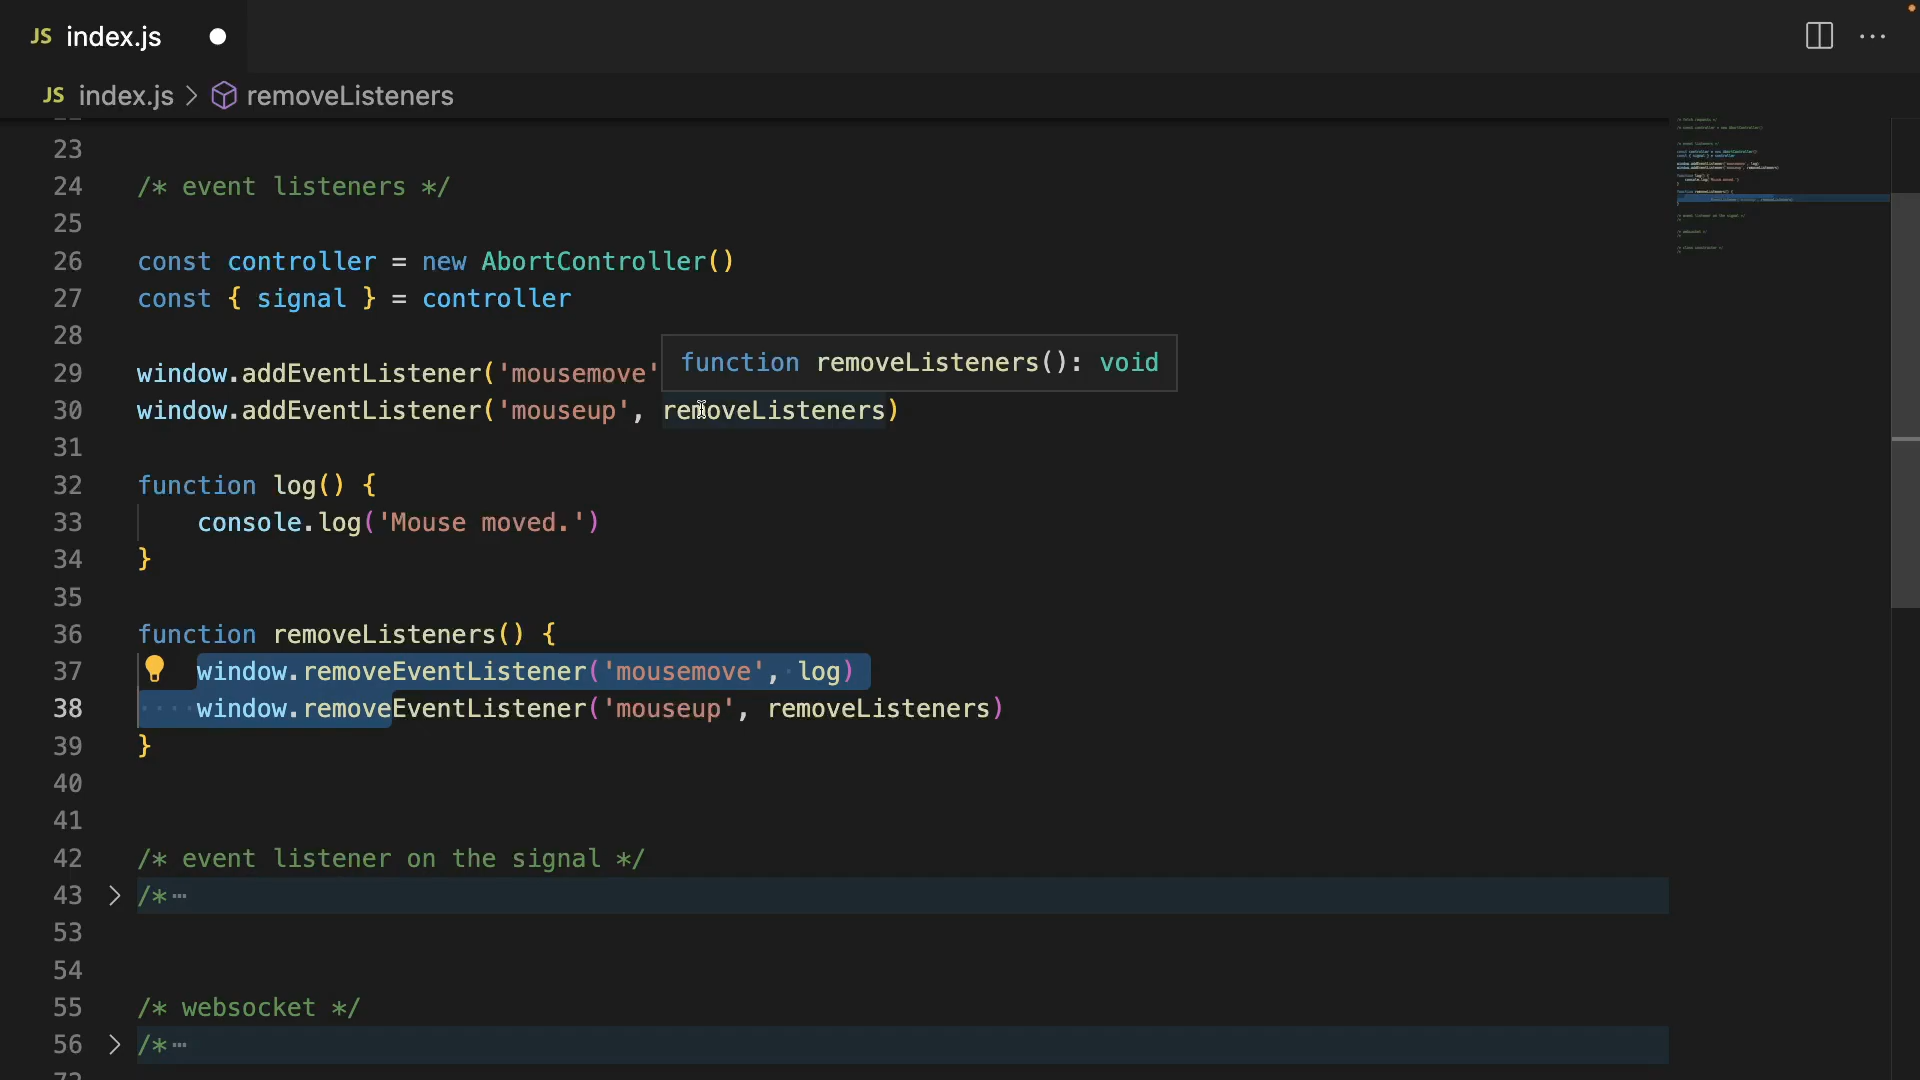 JS index.js
JS index.js > removeListeners
23
24 /* event listeners */
25
26 const controller = new AbortController()
27 const { signal } = controller
28
function removeListeners(): void
29 window.addEventListener('mousemove'
30 window.addEventListener('mouseup', removeListeners)
31
32 function log() {
33 console.log('Mouse moved.')
34 }
35
36 function removeListeners() {
37 window.removeEventListener('mousemove', log)
38 window.removeEventListener('mouseup', removeListeners)
39 }
40
41
42 /* event listener on the signal */
43 /*
53
54
55 /* websocket */
56 /*